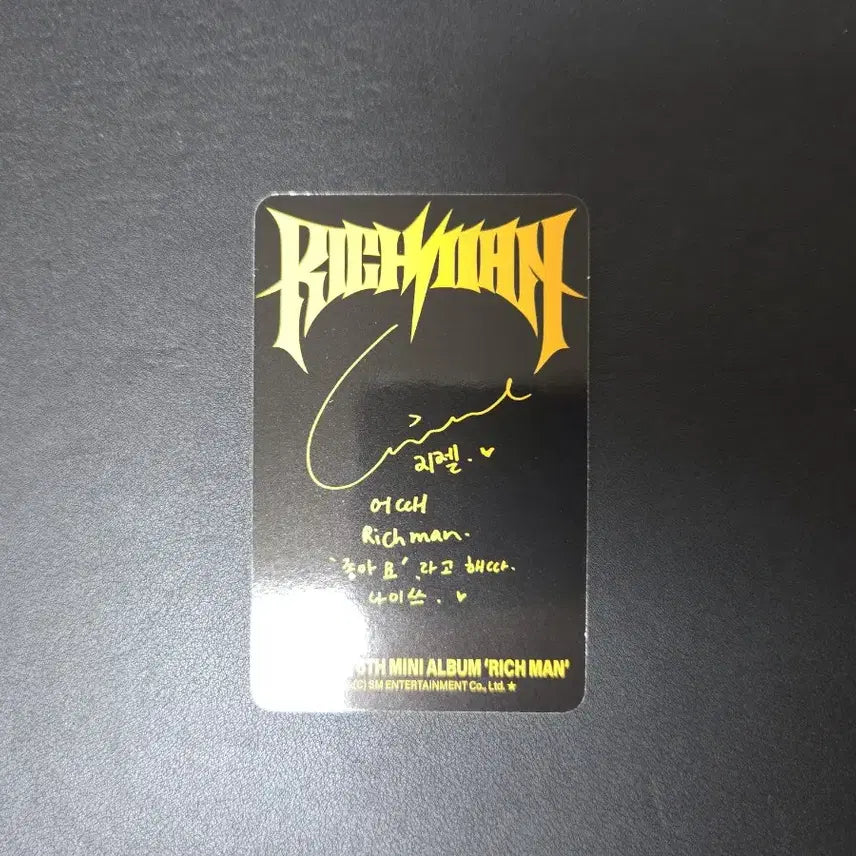 RICH MAN
지젤. ♥
어때
Rich man.
'좋아요' 라고 해따.
나이쓰. ♥
6TH MINI ALBUM 'RICH MAN'
(C) SM ENTERTAINMENT Co., Ltd. ★